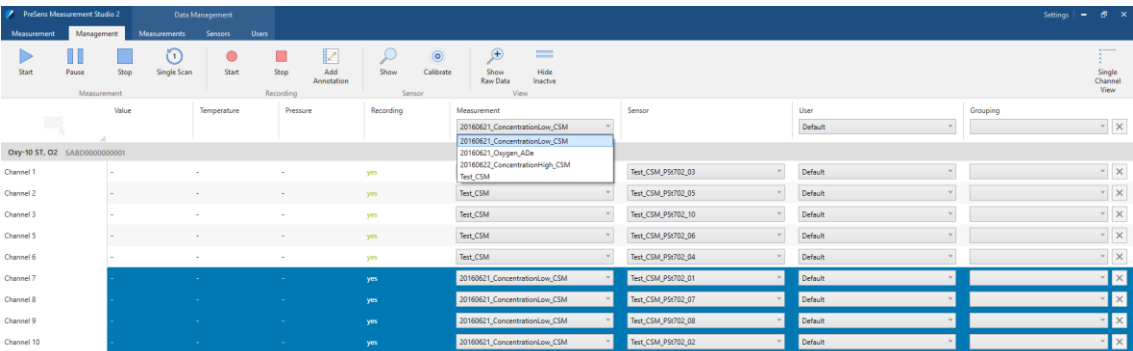 PreSens Measurement Studio 2 Data Management Settings
Measurement Management Measurements Sensors Users
Start Pause Stop Single Scan Start Stop Add Annotation Show Calibrate Show Raw Data Hide Inactve Single Channel View
Measurement Recording Sensor View
Value Temperature Pressure Recording Measurement Sensor User Grouping
20160621_ConcentrationLow_CSM Default
20160621_ConcentrationLow_CSM
20160621_Oxygen_ADe
20160622_ConcentrationHigh_CSM
Test_CSM
Oxy-10 ST. O2 SABD0000000001
Channel 1 - - - yes Test_CSM_PSt702_03 Default
Channel 2 - - - yes Test_CSM Test_CSM_PSt702_05 Default
Channel 3 - - - yes Test_CSM Test_CSM_PSt702_10 Default
Channel 5 - - - yes Test_CSM Test_CSM_PSt702_06 Default
Channel 6 - - - yes Test_CSM Test_CSM_PSt702_04 Default
Channel 7 - - - yes 20160621_ConcentrationLow_CSM Test_CSM_PSt702_01 Default
Channel 8 - - - yes 20160621_ConcentrationLow_CSM Test_CSM_PSt702_07 Default
Channel 9 - - - yes 20160621_ConcentrationLow_CSM Test_CSM_PSt702_08 Default
Channel 10 - - - yes 20160621_ConcentrationLow_CSM Test_CSM_PSt702_02 Default